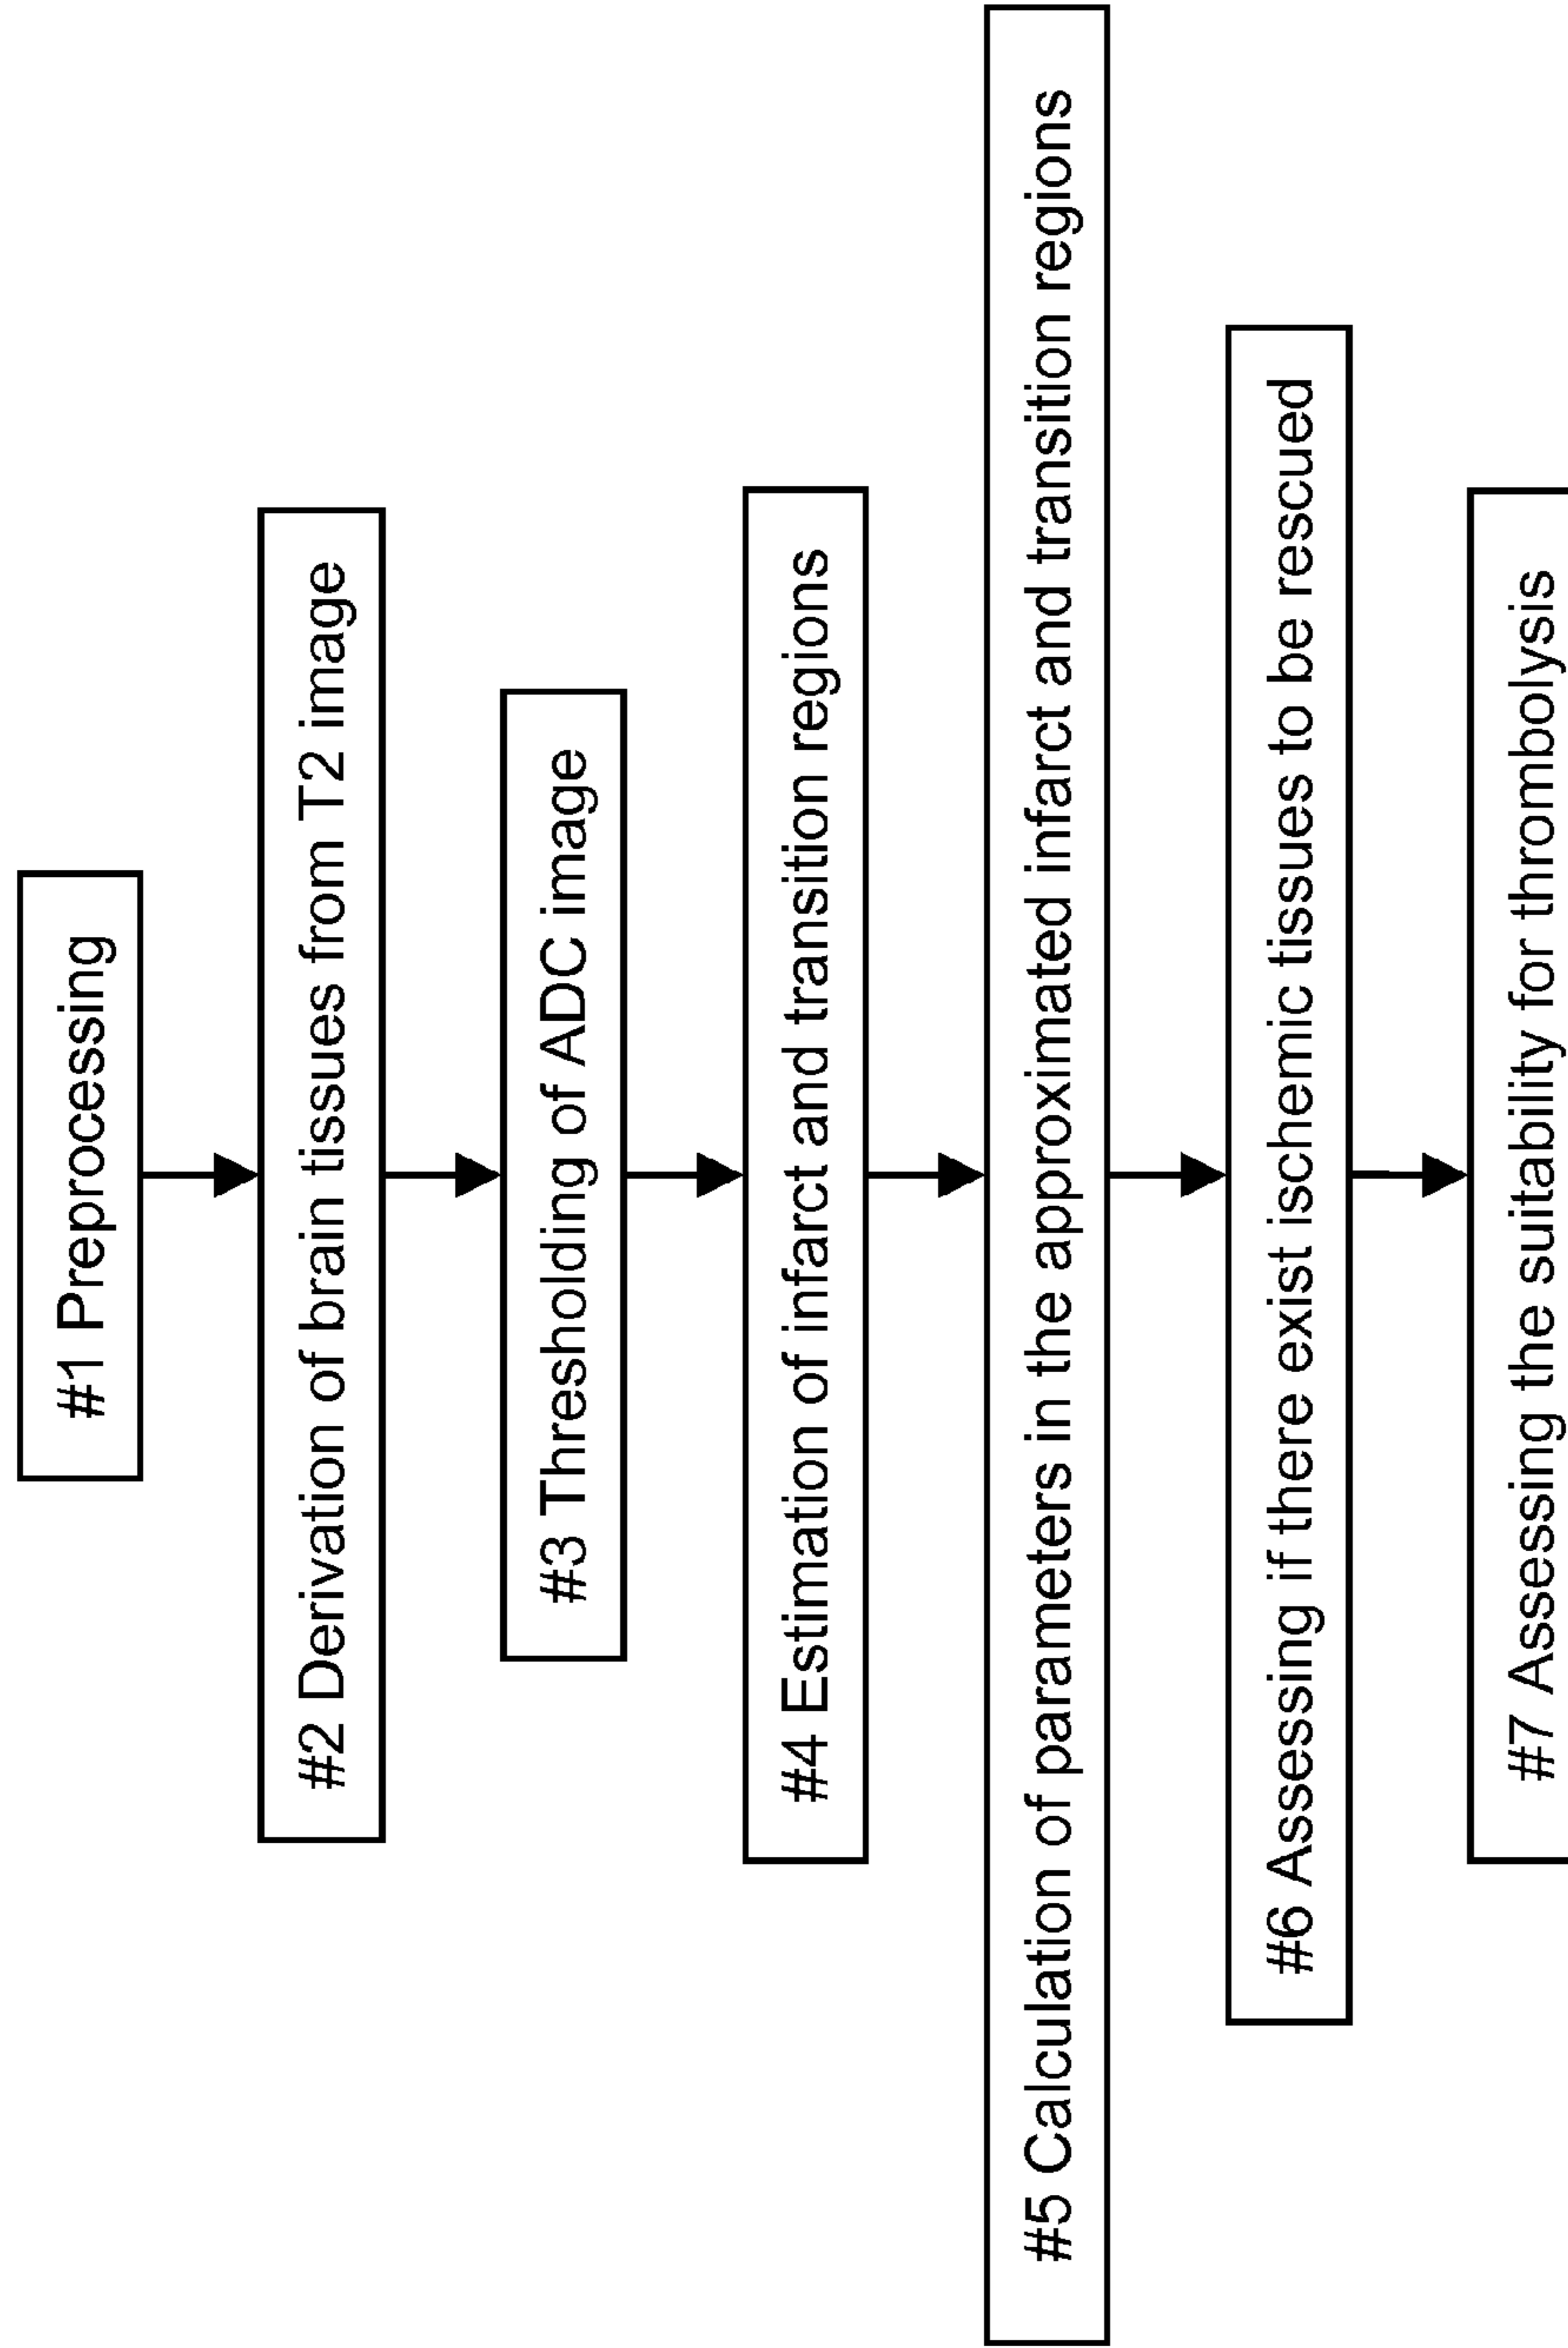 #1 Preprocessing
#2 Derivation of brain tissues from T2 image
#3 Thresholding of ADC image
#4 Estimation of infarct and transition regions
#5 Calculation of parameters in the approximated infarct and transition regions
#6 Assessing if there exist ischemic tissues to be rescued
#7 Assessing the suitability for thrombolysis